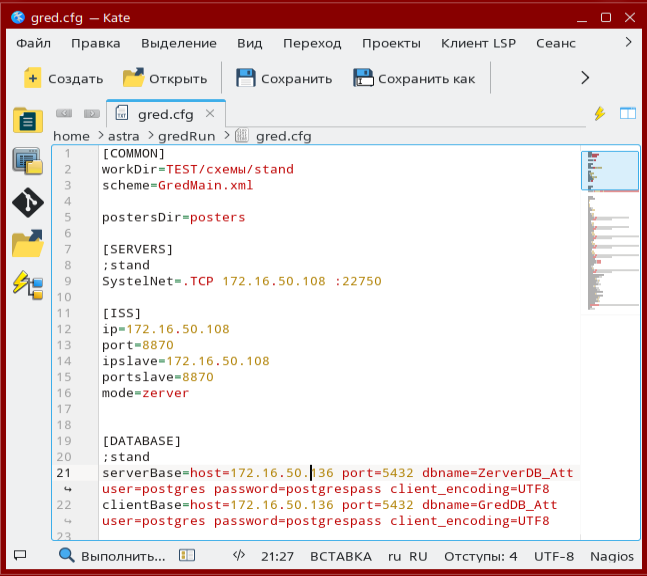 gred.cfg — Kate
Файл Правка Выделение Вид Переход Проекты Клиент LSP Сеанс
Создать Открыть Сохранить Сохранить как
gred.cfg
home astra gredRun gred.cfg
1 [COMMON]
2 workDir=TEST/схемы/stand
3 scheme=GredMain.xml
4
5 postersDir=posters
6
7 [SERVERS]
8 ;stand
9 SystelNet=.TCP 172.16.50.108 :22750
10
11 [ISS]
12 ip=172.16.50.108
13 port=8870
14 ipslave=172.16.50.108
15 portslave=8870
16 mode=zerver
17
18
19 [DATABASE]
20 ;stand
21 serverBase=host=172.16.50.136 port=5432 dbname=ZerverDB_Att
user=postgres password=postgrespass client_encoding=UTF8
22 clientBase=host=172.16.50.136 port=5432 dbname=GredDB_Att
user=postgres password=postgrespass client_encoding=UTF8
23
Выполнить... 21:27 ВСТАВКА ru RU Отступы: 4 UTF-8 Nagios